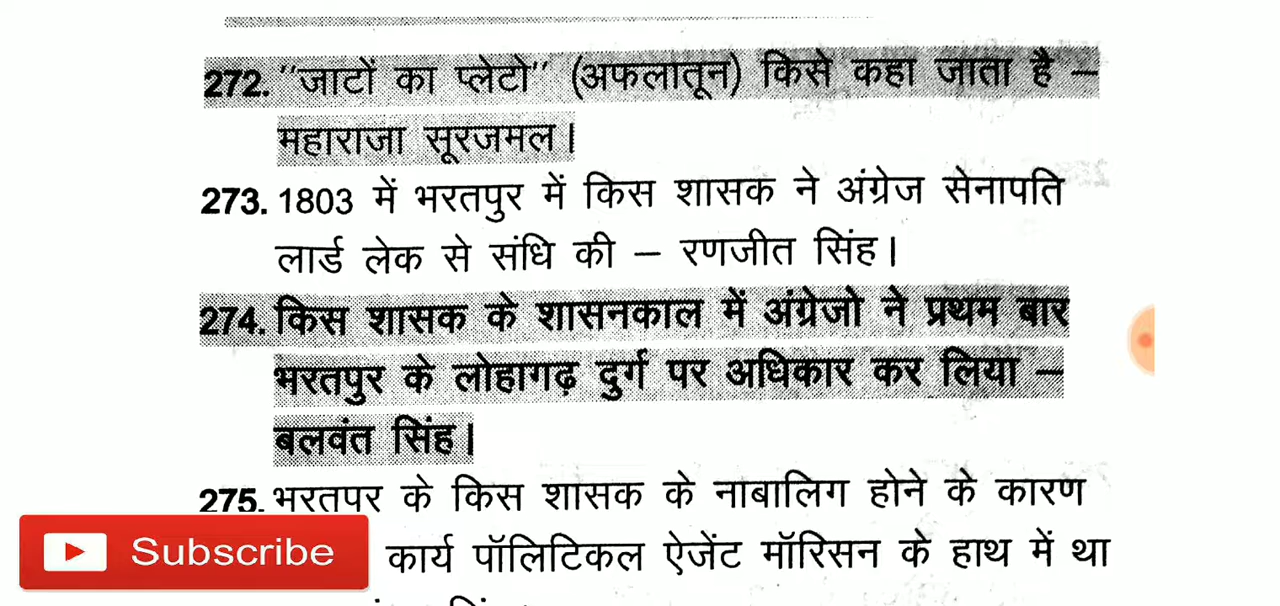 272. "जाटों का प्लेटो" (अफलातून) किसे कहा जाता है –
महाराजा सूरजमल।
273. 1803 में भरतपुर में किस शासक ने अंग्रेज सेनापति
लार्ड लेक से संधि की – रणजीत सिंह।
274. किस शासक के शासनकाल में अंग्रेजो ने प्रथम बार
भरतपुर के लोहागढ़ दुर्ग पर अधिकार कर लिया –
बलवंत सिंह।
275. भरतपर के किस शासक के नाबालिग होने के कारण
कार्य पॉलिटिकल ऐजेंट मॉरिसन के हाथ में था
Subscribe